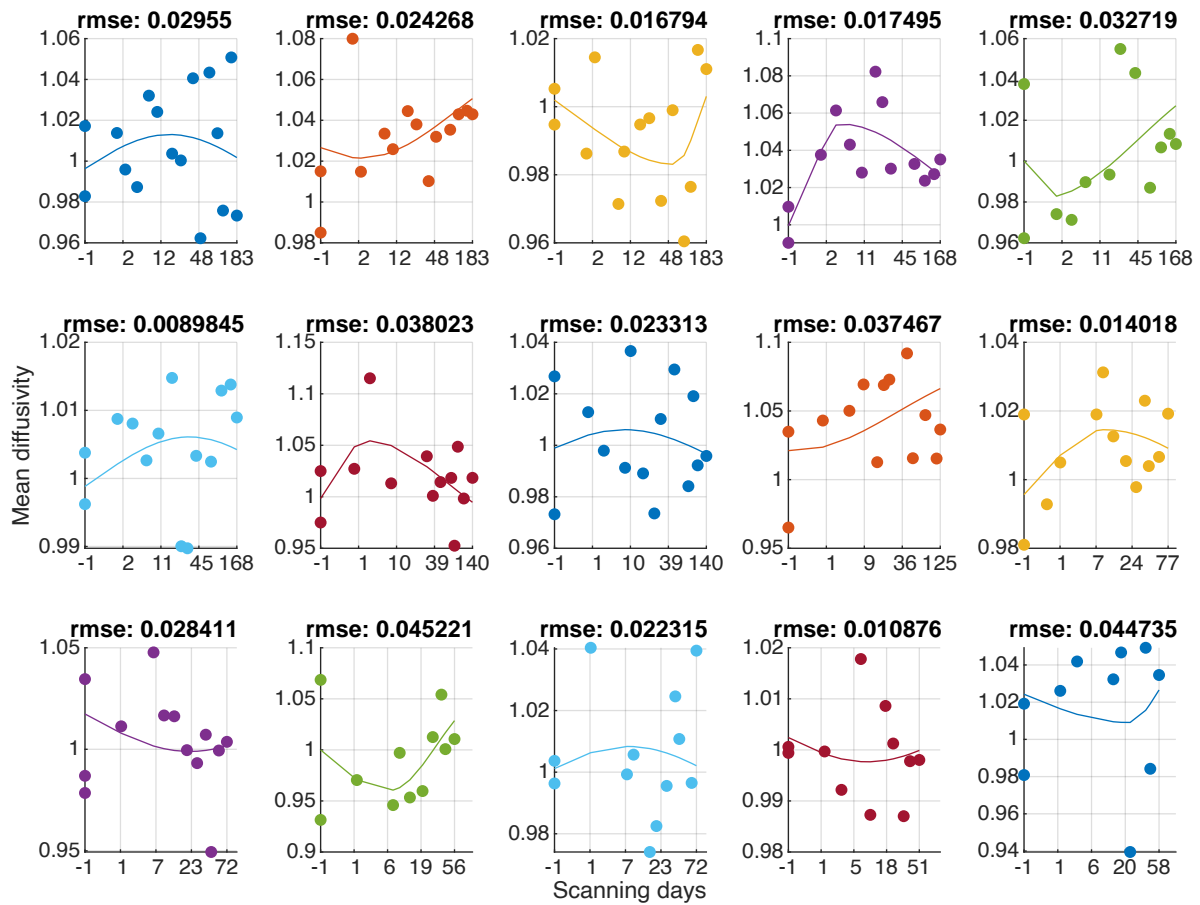 rmse: 0.02955 rmse: 0.024268 rmse: 0.016794 rmse: 0.017495 rmse: 0.032719
1.06 1.04 1.02 1 0.98 0.96
-1 2 12 48 183
1.08 1.06 1.04 1.02 1 0.98
-1 2 12 48 183
1.02 1 0.98 0.96
-1 2 12 48 183
1.1 1.08 1.06 1.04 1.02 1
-1 2 11 45 168
1.06 1.04 1.02 1 0.98 0.96
-1 2 11 45 168
Mean diffusivity
rmse: 0.0089845 rmse: 0.038023 rmse: 0.023313 rmse: 0.037467 rmse: 0.014018
1.02 1.01 1 0.99
-1 2 11 45 168
1.15 1.1 1.05 1 0.95
-1 1 10 39 140
1.04 1.02 1 0.98 0.96
-1 1 10 39 140
1.1 1.05 1 0.95
-1 1 9 36 125
1.04 1.02 1 0.98
-1 1 7 24 77
rmse: 0.028411 rmse: 0.045221 rmse: 0.022315 rmse: 0.010876 rmse: 0.044735
1.05 1 0.95
-1 1 7 23 72
1.1 1.05 1 0.95 0.9
-1 1 6 19 56
1.04 1.02 1 0.98
-1 1 7 23 72
1.02 1.01 1 0.99 0.98
-1 1 5 18 51
1.04 1.02 1 0.98 0.96 0.94
-1 1 6 20 58
Scanning days